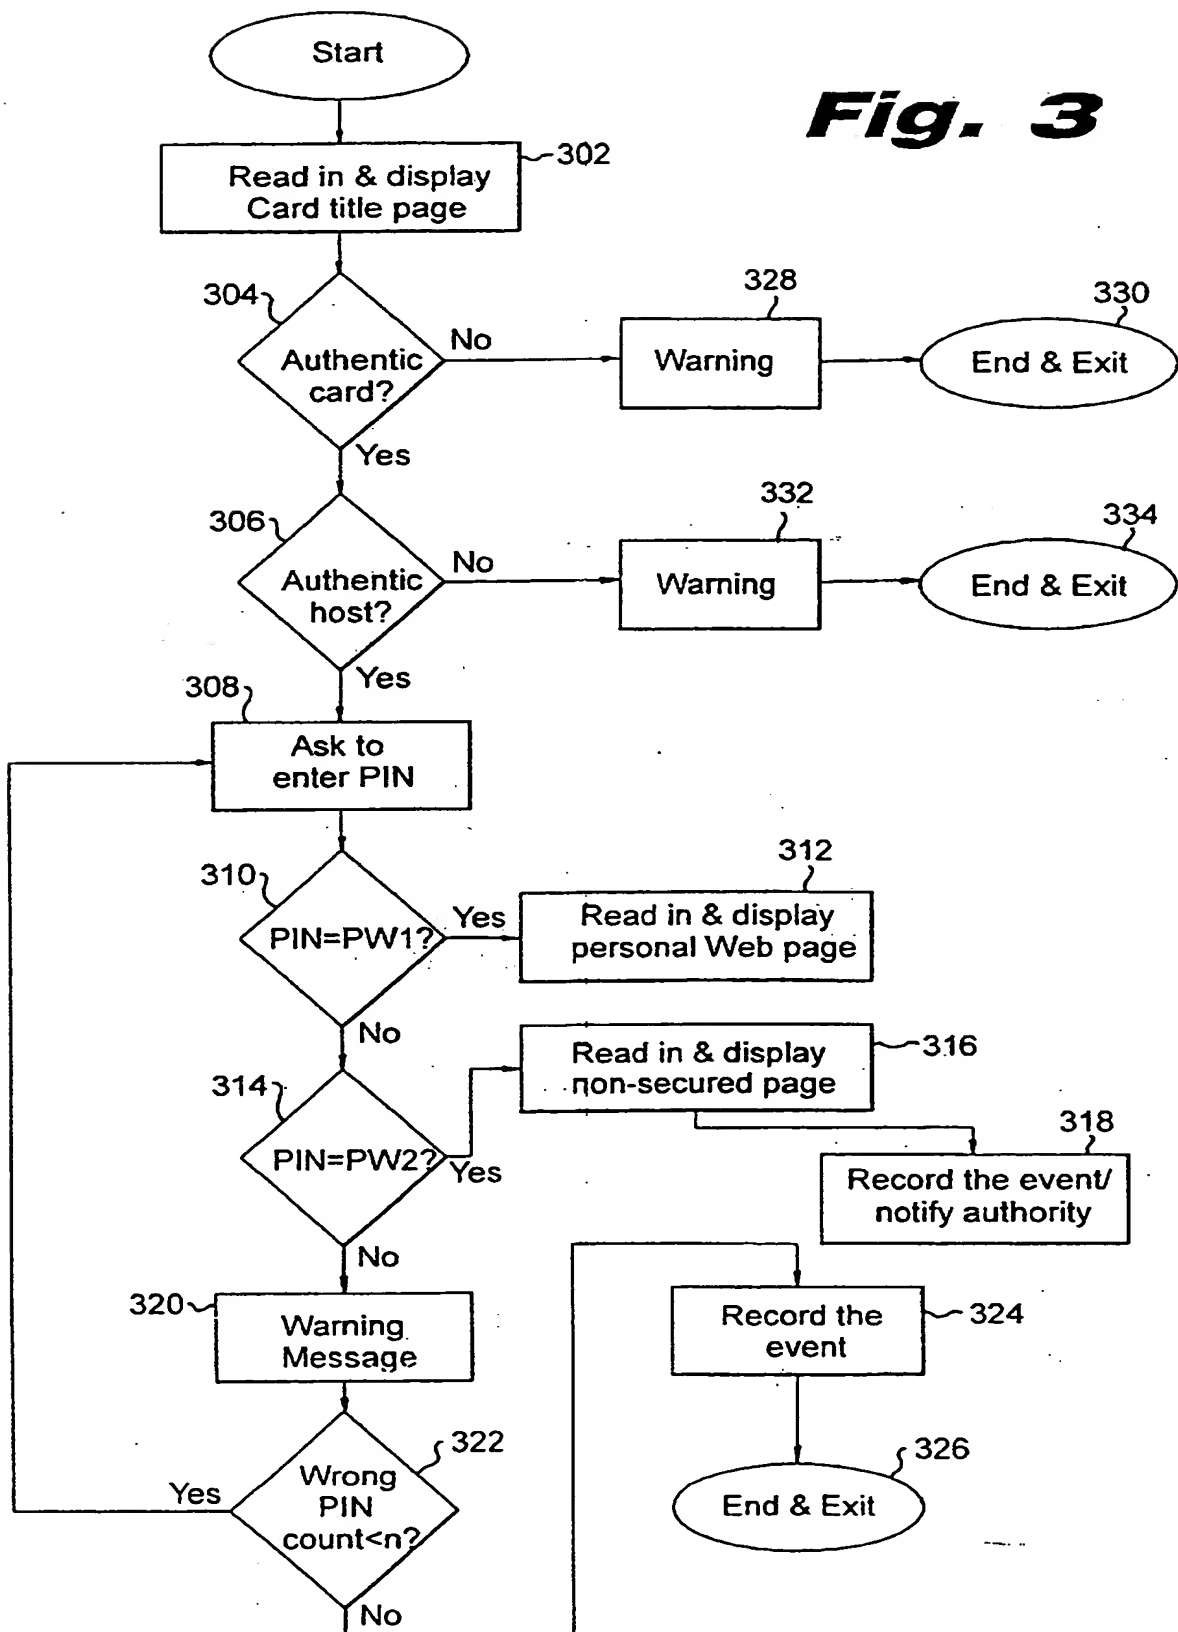 Start
Fig. 3
302
Read in & display
Card title page
304
Authentic
card?
No
328
Warning
330
End & Exit
Yes
306
Authentic
host?
No
332
Warning
334
End & Exit
Yes
308
Ask to
enter PIN
310
PIN=PW1?
Yes
312
Read in & display
personal Web page
No
314
PIN=PW2?
Yes
Read in & display
non-secured page
316
318
Record the event/
notify authority
No
320
Warning
Message
Record the
event
324
322
Wrong
PIN
count<n?
Yes
326
End & Exit
No